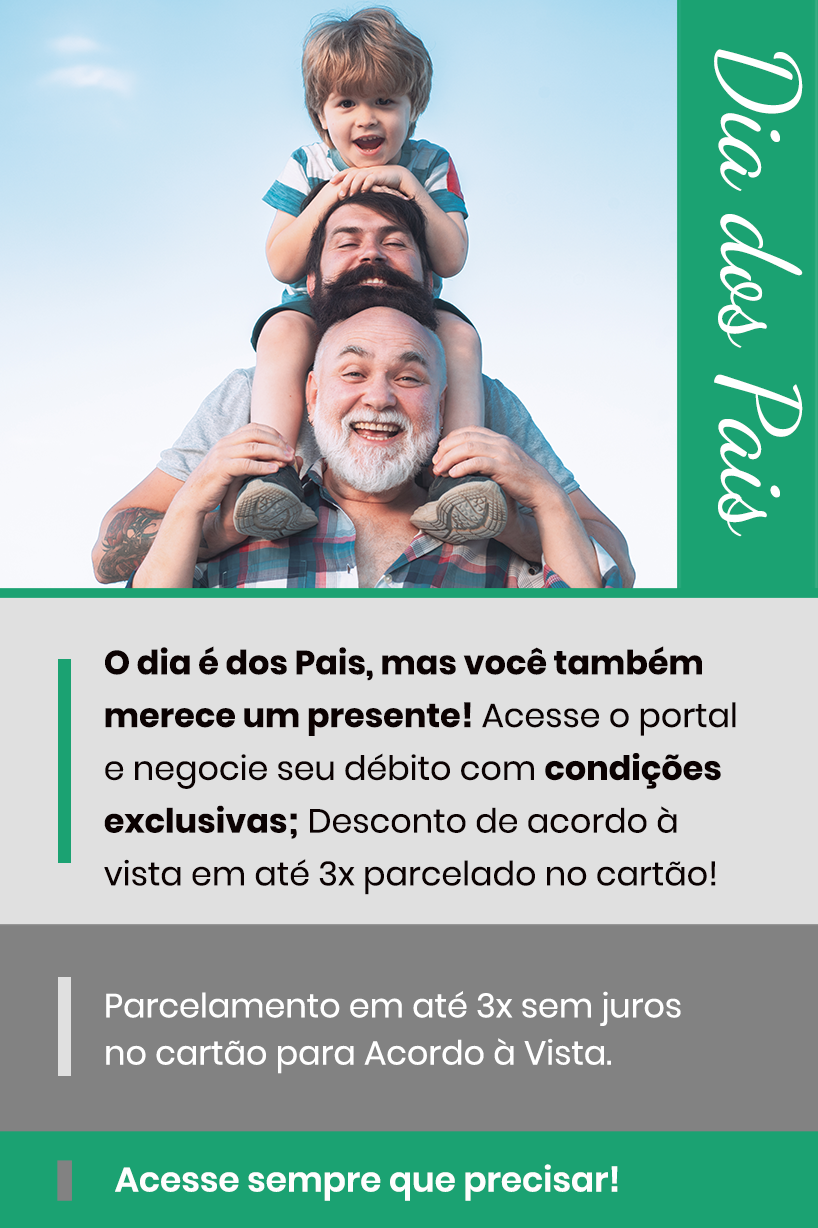 Dia dos Pais
O dia é dos Pais, mas você também
merece um presente! Acesse o portal
e negocie seu débito com condições
exclusivas; Desconto de acordo à
vista em até 3x parcelado no cartão!
Parcelamento em até 3x sem juros
no cartão para Acordo à Vista.
Acesse sempre que precisar!